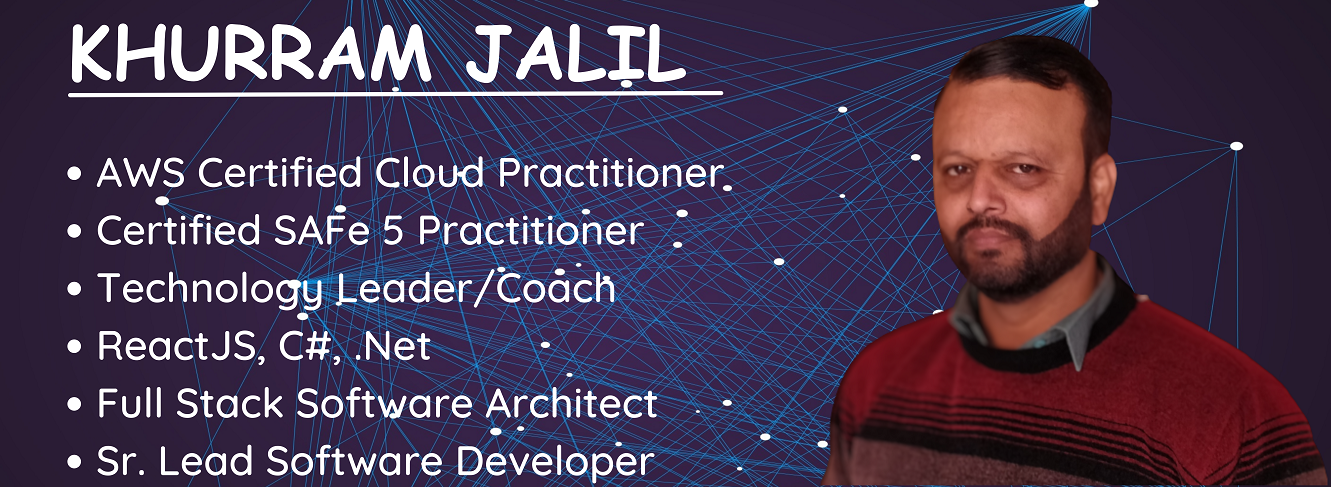 KHURRAM JALIL
• AWS Certified Cloud Practitioner
• Certified SAFe 5 Practitioner
• Technology Leader/Coach
• ReactJS, C#, .Net
• Full Stack Software Architect
• Sr. Lead Software Developer